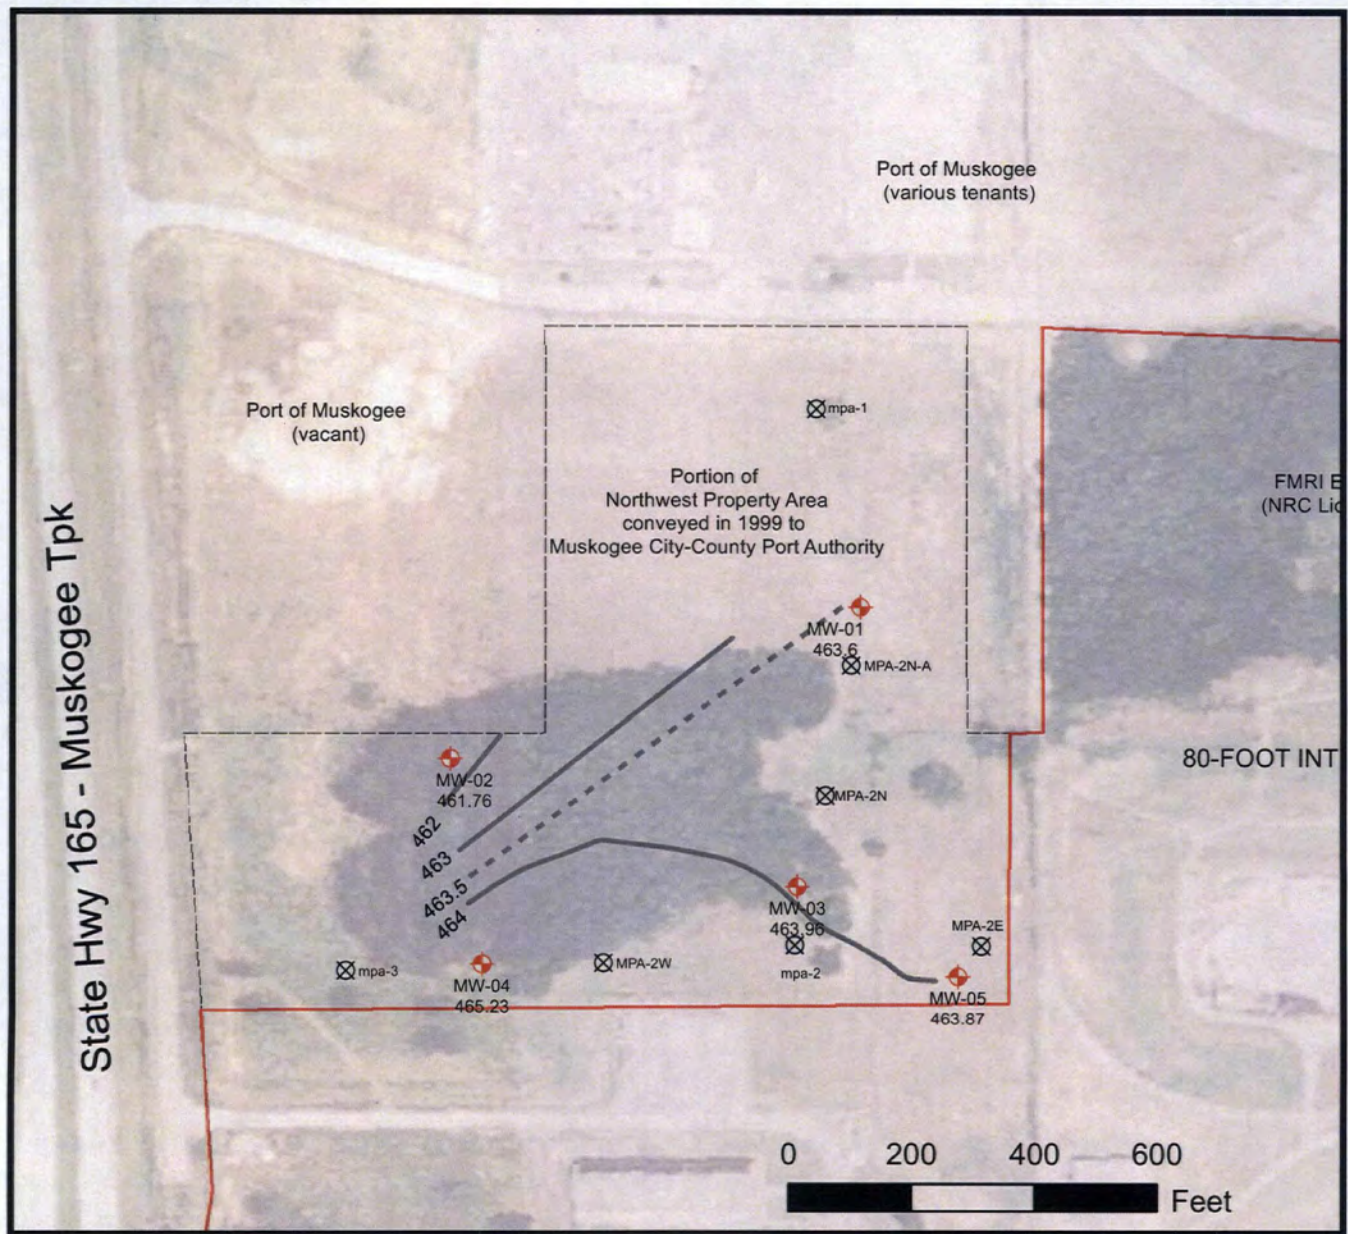 Port of Muskogee
(various tenants)
mpa-1
Port of Muskogee
(vacant)
Portion of
Northwest Property Area
conveyed in 1999 to
Muskogee City-County Port Authority
FMRI
(NRC
State Hwy 165 - Muskogee Tpk
MW-01
463.6
MPA-2N-A
80-FOOT INT
MW-02
461.76
MPA-2N
462
463
463.5
464
MW-03
463.96
MPA-2E
mpa-3
MW-04
465.23
MPA-2W
mpa-2
MW-05
463.87
0 200 400 600
Feet